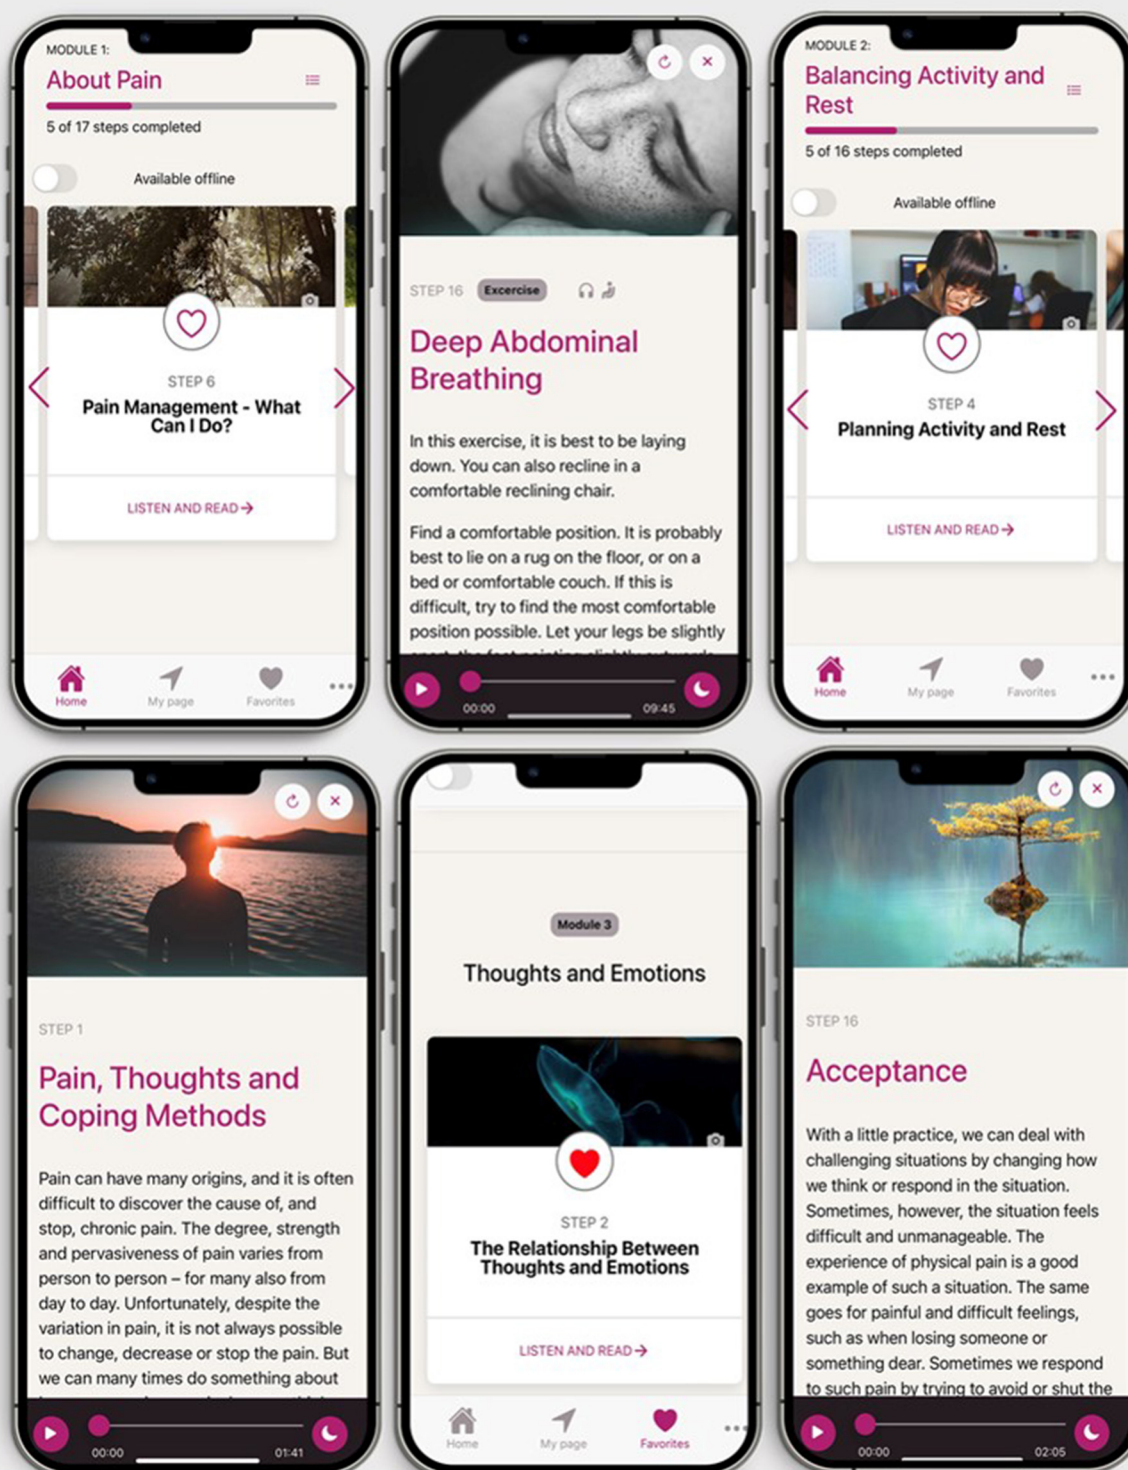 MODULE 1:
About Pain
5 of 17 steps completed
Available offline
STEP 6
Pain Management - What
Can I Do?
LISTEN AND READ
Home
My page
Favorites
STEP 16
Excercise
Deep Abdominal
Breathing
In this exercise, it is best to be laying
down. You can also recline in a
comfortable reclining chair.
Find a comfortable position. It is probably
best to lie on a rug on the floor, or on a
bed or comfortable couch. If this is
difficult, try to find the most comfortable
position possible. Let your legs be slightly
00:00
09:45
MODULE 2:
Balancing Activity and
Rest
5 of 16 steps completed
Available offline
STEP 4
Planning Activity and Rest
LISTEN AND READ
Home
My page
Favorites
STEP 1
Pain, Thoughts and
Coping Methods
Pain can have many origins, and it is often
difficult to discover the cause of, and
stop, chronic pain. The degree, strength
and pervasiveness of pain varies from
person to person – for many also from
day to day. Unfortunately, despite the
variation in pain, it is not always possible
to change, decrease or stop the pain. But
we can many times do something about
00:00
01:41
Module 3
Thoughts and Emotions
STEP 2
The Relationship Between
Thoughts and Emotions
LISTEN AND READ
Home
My page
Favorites
STEP 16
Acceptance
With a little practice, we can deal with
challenging situations by changing how
we think or respond in the situation.
Sometimes, however, the situation feels
difficult and unmanageable. The
experience of physical pain is a good
example of such a situation. The same
goes for painful and difficult feelings,
such as when losing someone or
something dear. Sometimes we respond
to such pain by trying to avoid or shut the
00:00
02:05